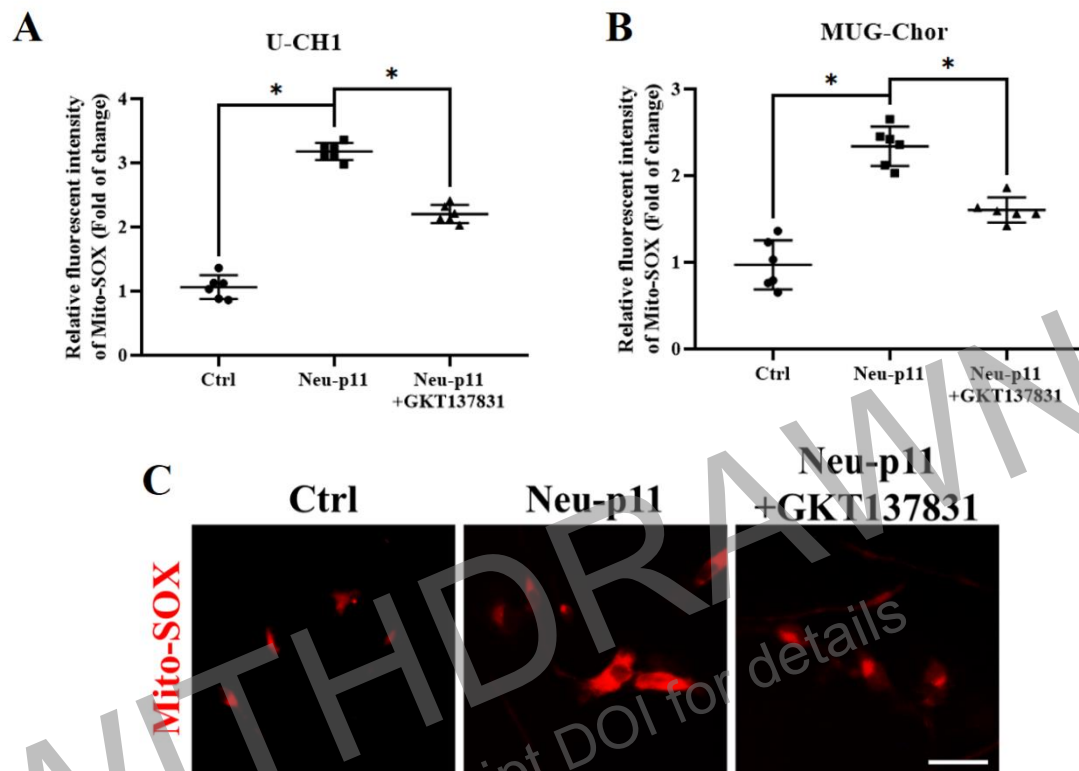 A
U-CH1
Relative fluorescent intensity
of Mito-SOX (Fold of change)
4
3
2
1
0
*
*
Ctrl
Neu-p11
Neu-p11
+GKT137831
B
MUG-Chor
Relative fluorescent intensity
of Mito-SOX (Fold of change)
3
2
1
0
*
*
Ctrl
Neu-p11
Neu-p11
+GKT137831
C
Mito-SOX
Ctrl
Neu-p11
Neu-p11
+GKT137831
WITHDRAWN
DOI for details